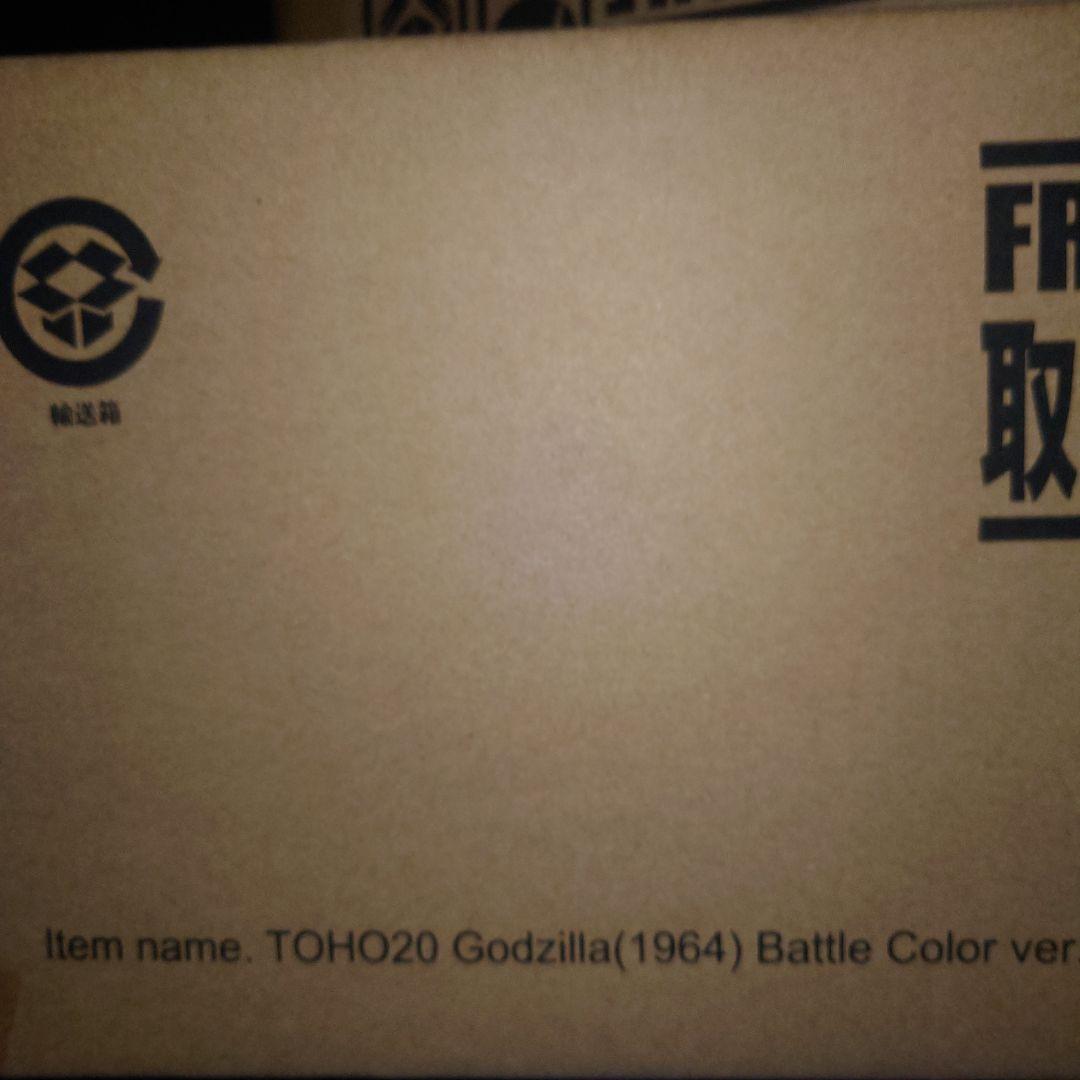 FR
取
輸送箱
Item name. TOHO20 Godzilla(1964) Battle Color ver.